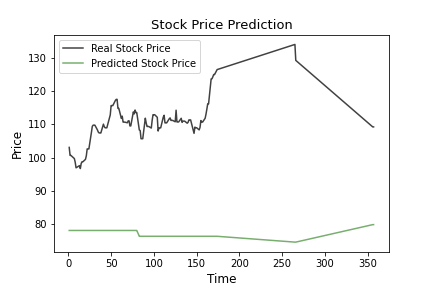 Stock Price Prediction
Real Stock Price
Predicted Stock Price
130
120
110
100
90
80
Price
0 50 100 150 200 250 300 350
Time